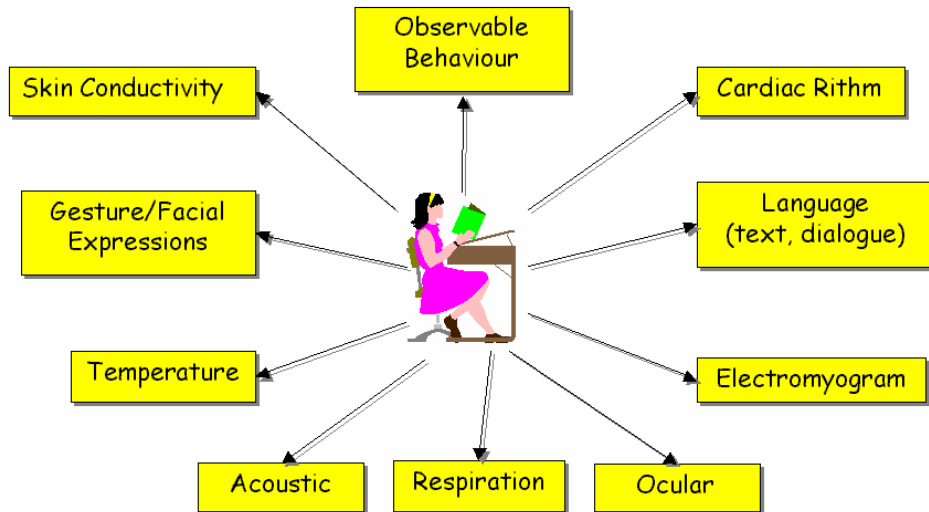 Observable
Behaviour
Skin Conductivity
Cardiac Rithm
Gesture/Facial
Expressions
Language
(text, dialogue)
Temperature
Electromyogram
Acoustic
Respiration
Ocular